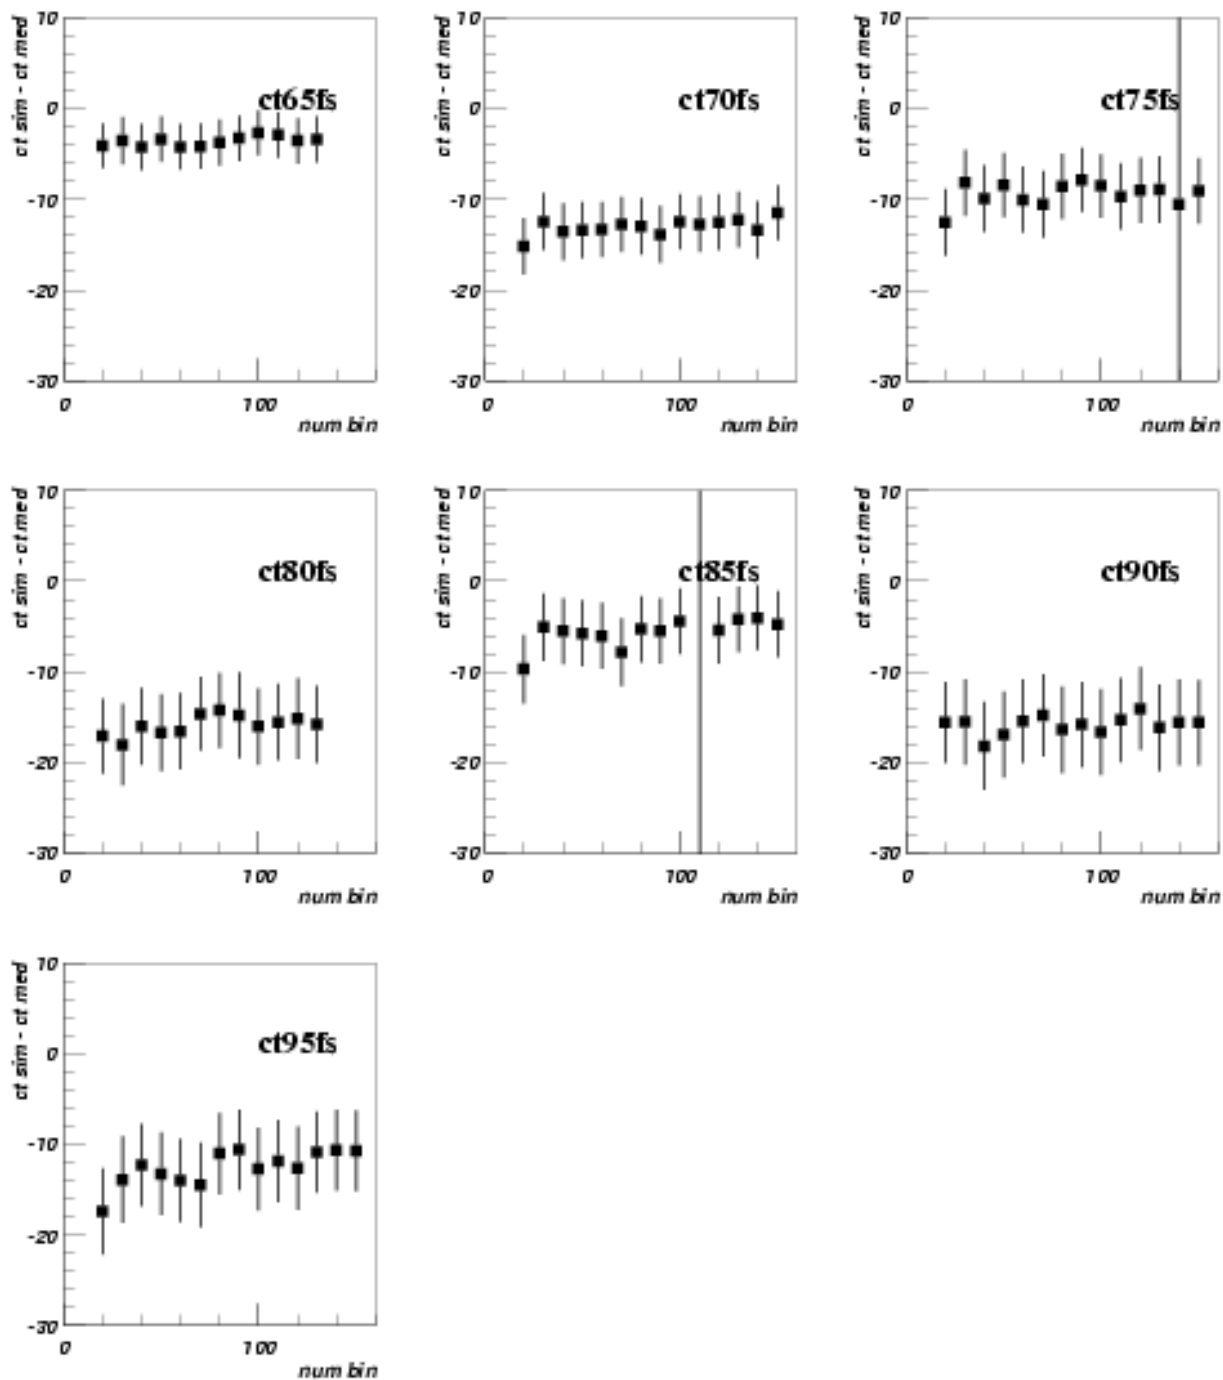 10 10 10
ct sim - ct med ct sim - ct med ct sim - ct med
0 ct65fs 0 ct70fs 0 ct75fs
-10 -10 -10
-20 -20 -20
-30 -30 -30
0 100 0 100 0 100
num bin num bin num bin
10 10 10
ct sim - ct med ct sim - ct med ct sim - ct med
0 ct80fs 0 ct85fs 0 ct90fs
-10 -10 -10
-20 -20 -20
-30 -30 -30
0 100 0 100 0 100
num bin num bin num bin
10
ct sim - ct med
0 ct95fs
-10
-20
-30
0 100
num bin